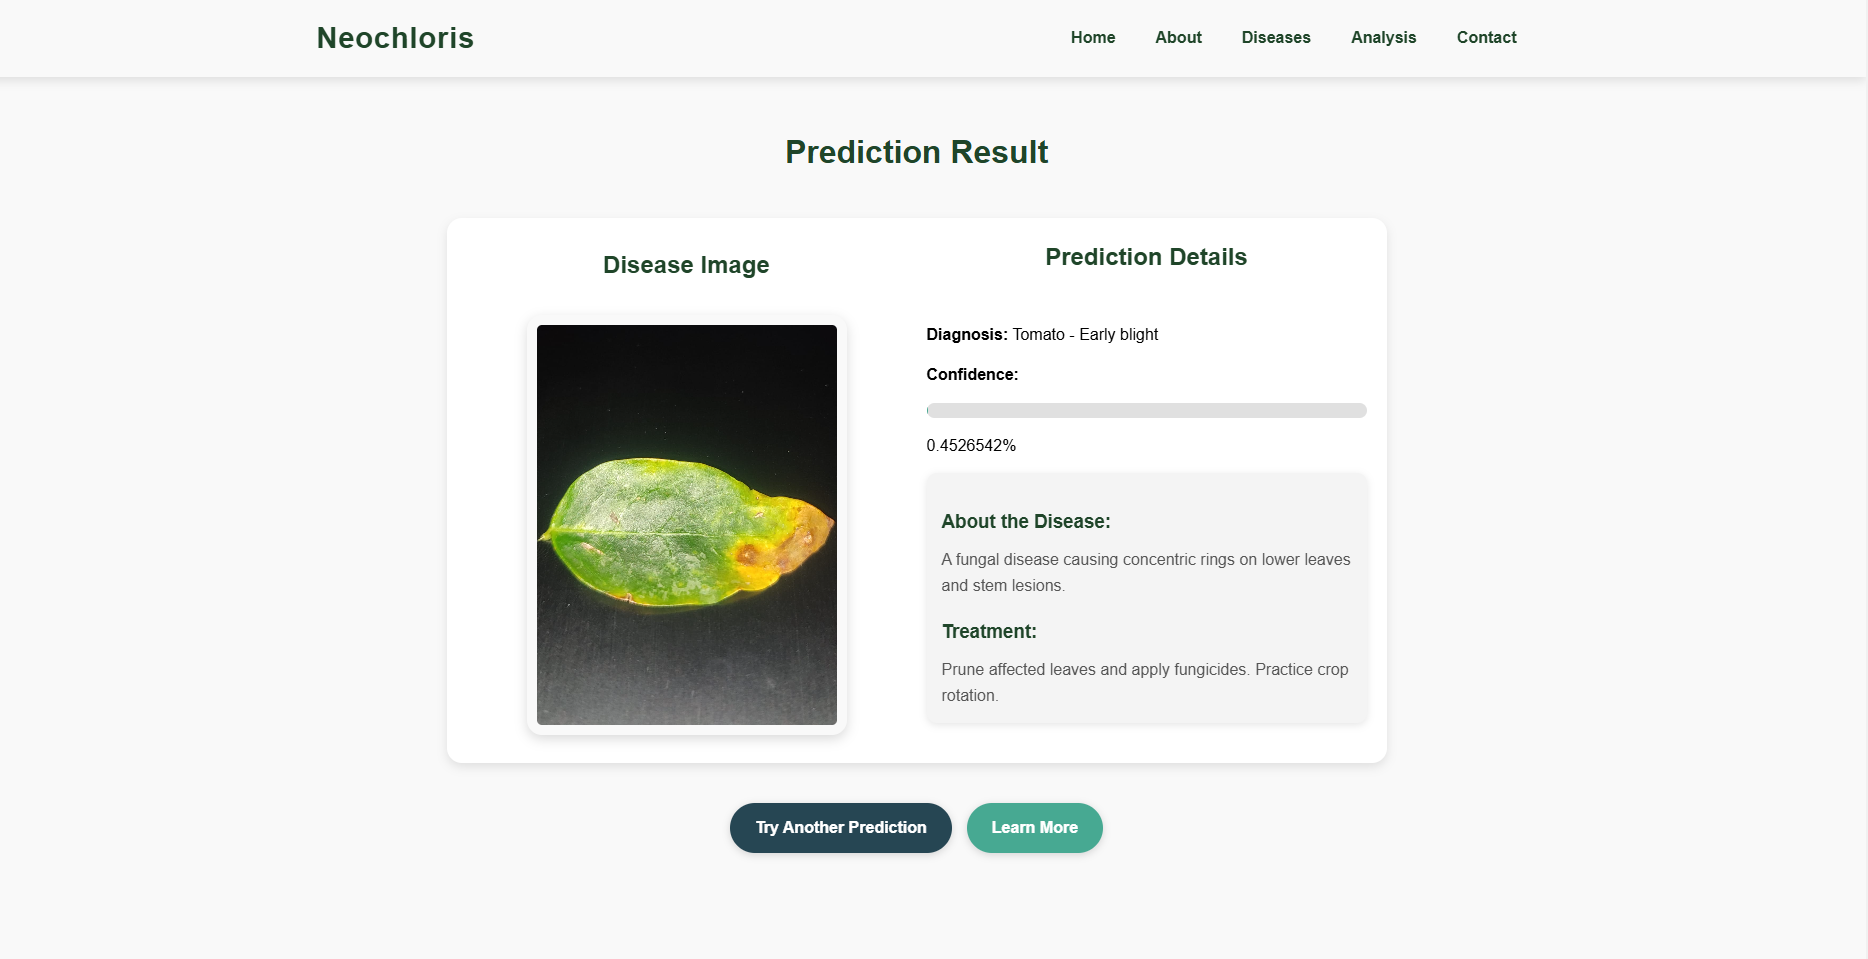 Neochloris
Home About Diseases Analysis Contact
Prediction Result
Disease Image
Prediction Details
Diagnosis: Tomato - Early blight
Confidence:
0.4526542%
About the Disease:
A fungal disease causing concentric rings on lower leaves
and stem lesions.
Treatment:
Prune affected leaves and apply fungicides. Practice crop
rotation.
Try Another Prediction
Learn More